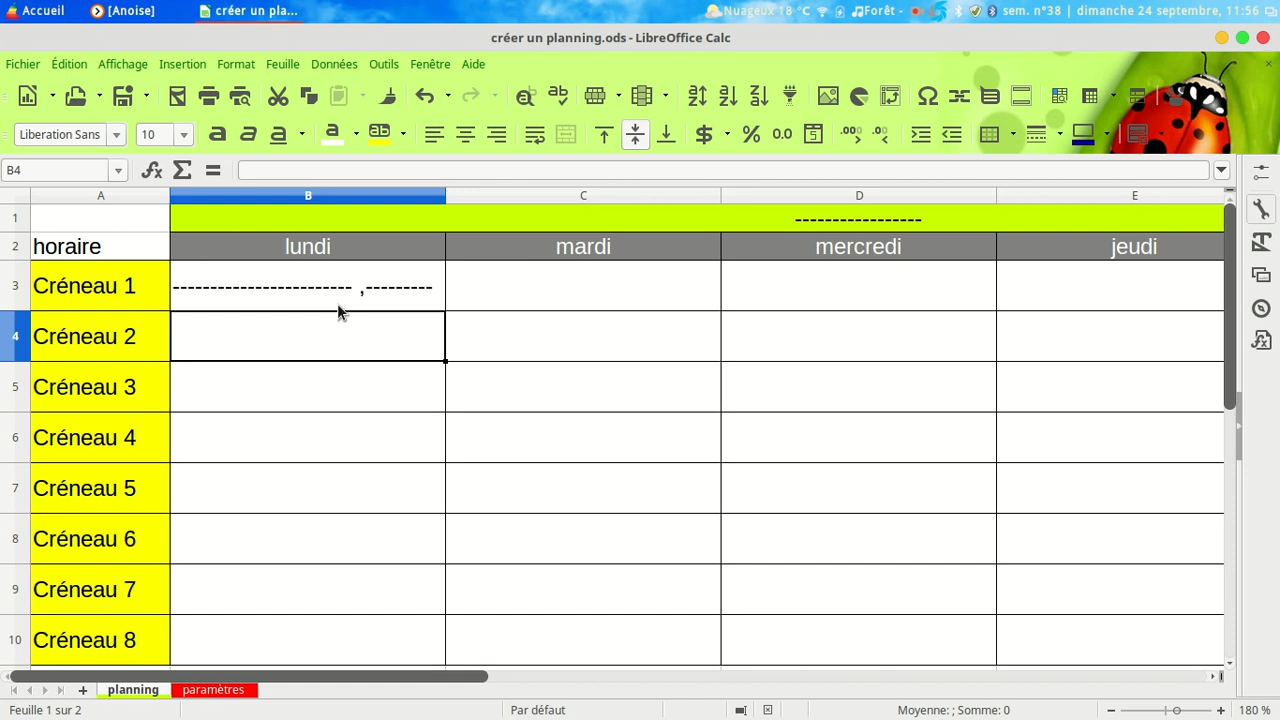 Accueil [Anoise] créer un pla... Nuageux 18 °C Forêt - sem. n°38 | dimanche 24 septembre, 11:56
créer un planning.ods - LibreOffice Calc
Fichier Édition Affichage Insertion Format Feuille Données Outils Fenêtre Aide
Liberation Sans 10
B4
A B C D E
1 -----------------
2 horaire lundi mardi mercredi jeudi
3 Créneau 1 ------------------------ ,---------
4 Créneau 2
5 Créneau 3
6 Créneau 4
7 Créneau 5
8 Créneau 6
9 Créneau 7
10 Créneau 8
planning paramètres
Feuille 1 sur 2 Par défaut Moyenne: ; Somme: 0 180 %